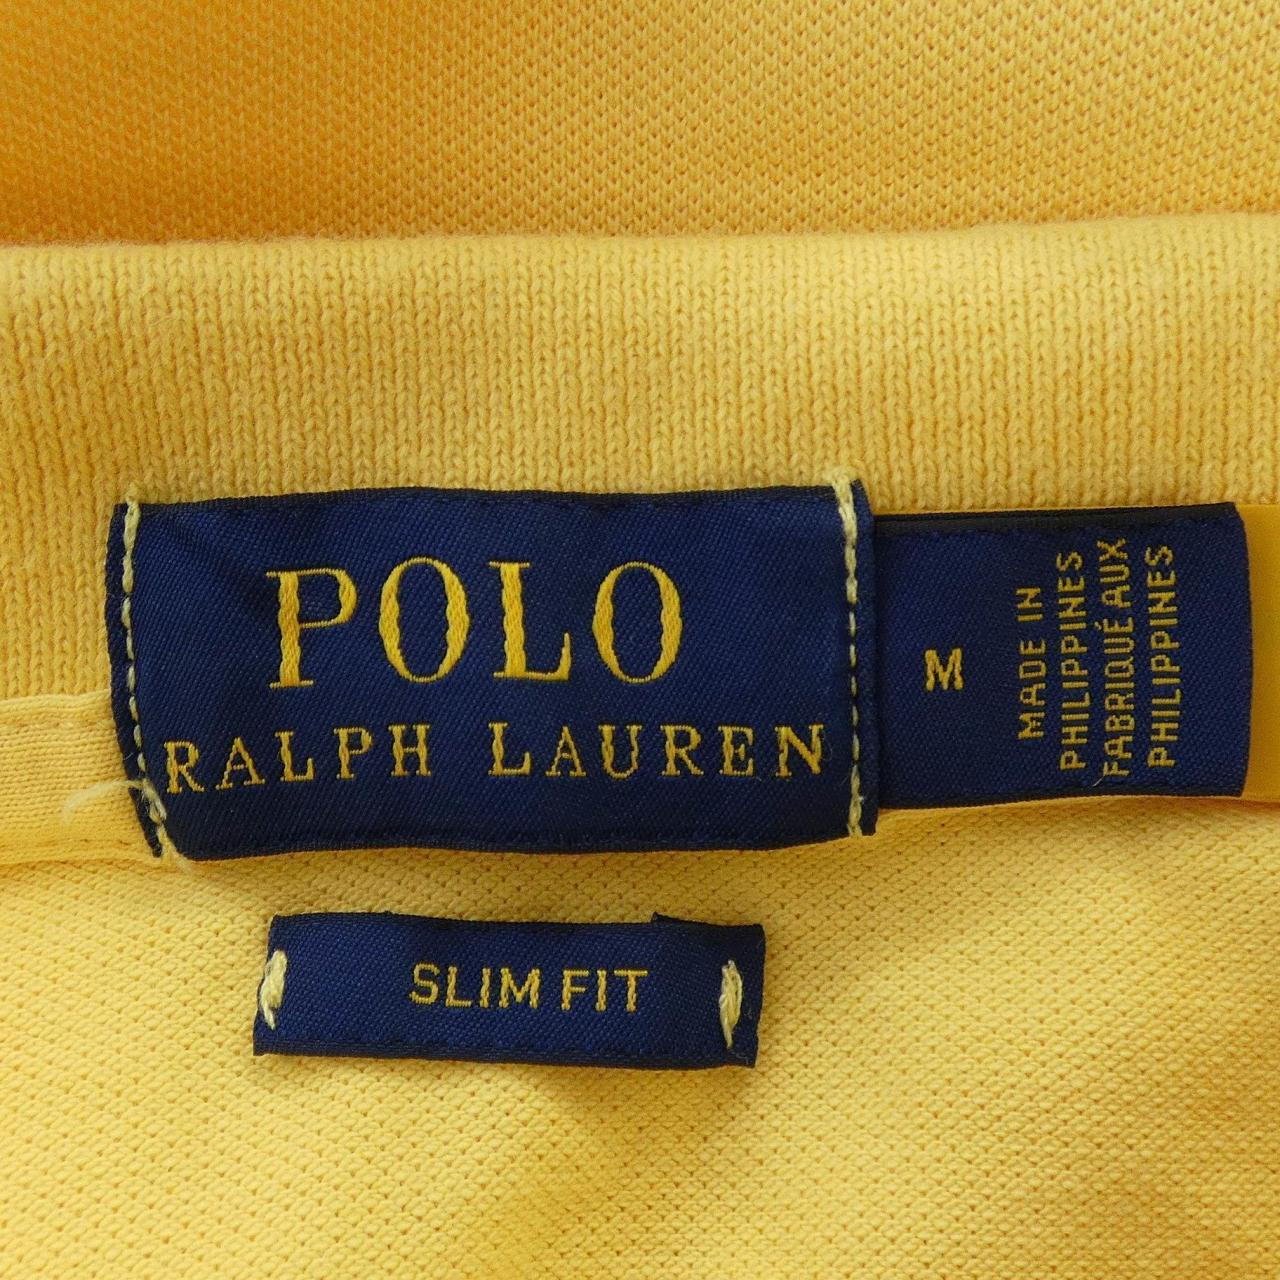 POLO
RALPH LAUREN
M
MADE IN
PHILIPPINES
FABRIQUÉ AUX
PHILIPPINES
SLIM FIT